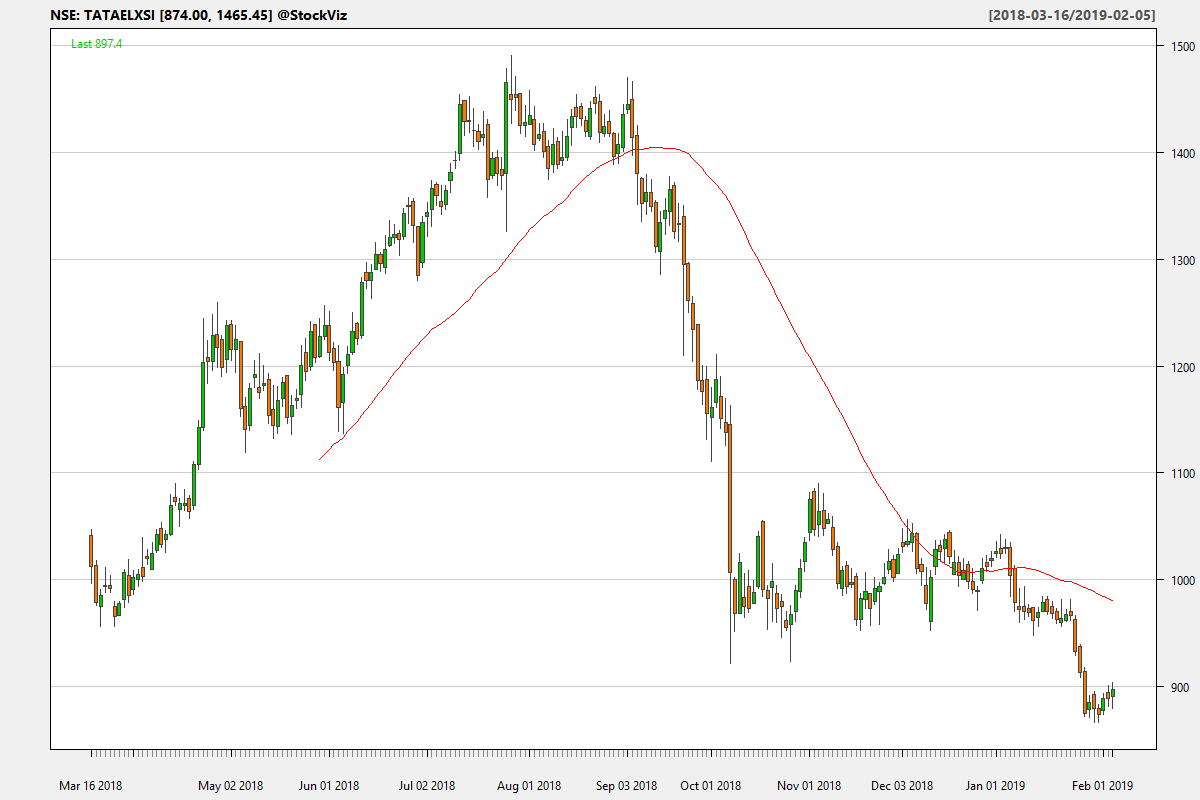 NSE: TATAELXSI [874.00, 1465.45] @StockViz
[2018-03-16/2019-02-05]
Last 897.4
1500
1400
1300
1200
1100
1000
900
Mar 16 2018
May 02 2018
Jun 01 2018
Jul 02 2018
Aug 01 2018
Sep 03 2018
Oct 01 2018
Nov 01 2018
Dec 03 2018
Jan 01 2019
Feb 01 2019